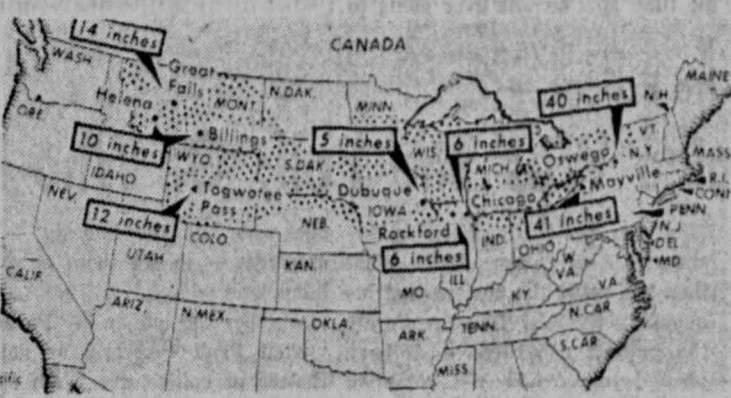 14 inches
CANADA
WASH.
Great
Falls
MONT.
N.DAK.
MINN.
MAINE
Helena
40 inches
N.H.
ORE.
VT.
10 inches
Billings
5 inches
6 inches
WIS.
MICH.
Oswego
N.Y.
MASS
IDAHO
WYO.
S.DAK
Dubuque
Chicago
Mayville
R.I.
CONN
NEV.
12 inches
Togwotee
Pass
NEB.
IOWA
Rockford
41 inches
PENN
N.J.
DEL
MD.
6 inches
IND.
OHIO
W.
VA.
VA.
UTAH
COLO
KAN.
MO.
ILL
KY.
CALIF.
ARIZ.
N.MEX.
OKLA.
ARK
TENN.
N.CAR
S.CAR
MISS.